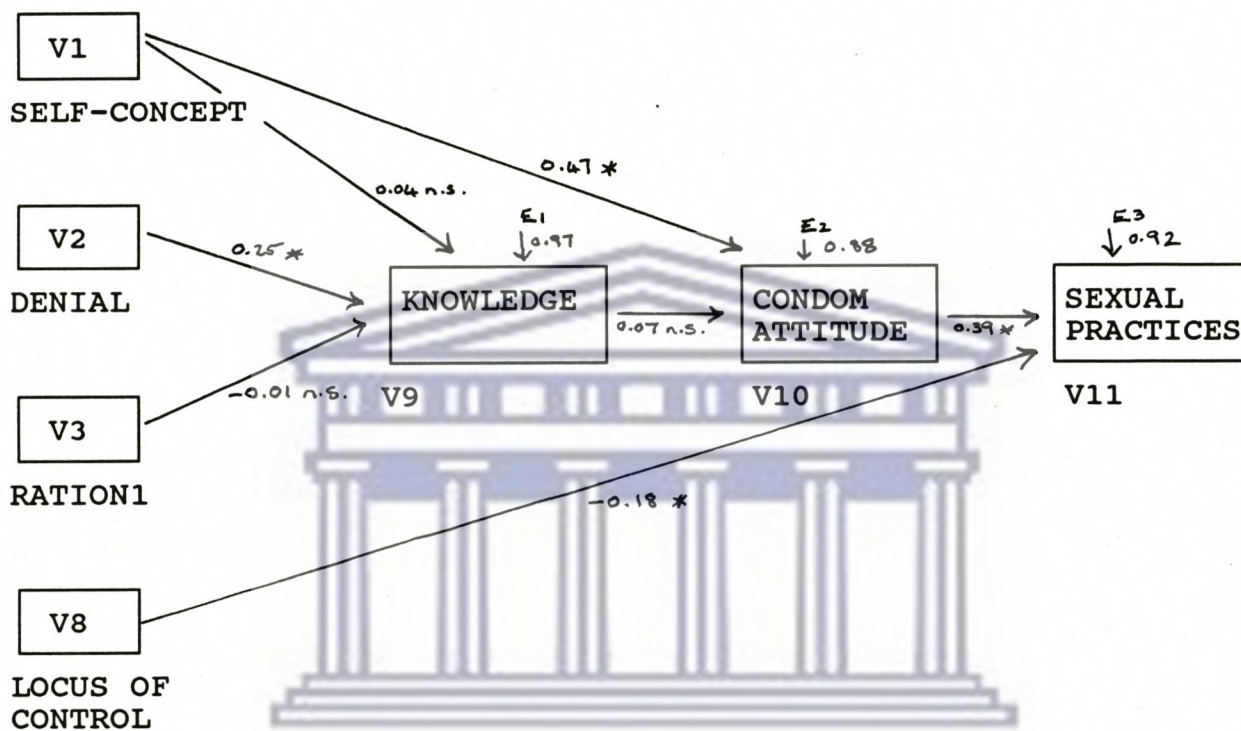 V1
SELF-CONCEPT
0.47 *
0.04 n.s.
V2
DENIAL
0.25 *
E1
0.97
E2
0.88
E3
0.92
KNOWLEDGE
0.07 n.s.
CONDOM
ATTITUDE
0.39 *
SEXUAL
PRACTICES
V3
RATION1
-0.01 n.s.
V9
V10
V11
-0.18 *
V8
LOCUS OF
CONTROL